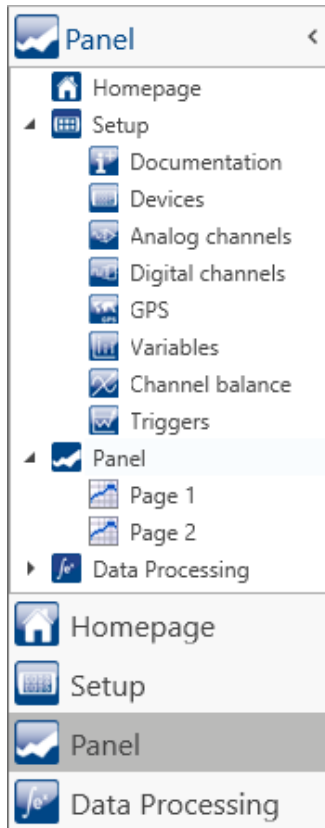 Panel
Homepage
Setup
Documentation
Devices
Analog channels
Digital channels
GPS
Variables
Channel balance
Triggers
Panel
Page 1
Page 2
Data Processing
Homepage
Setup
Panel
Data Processing